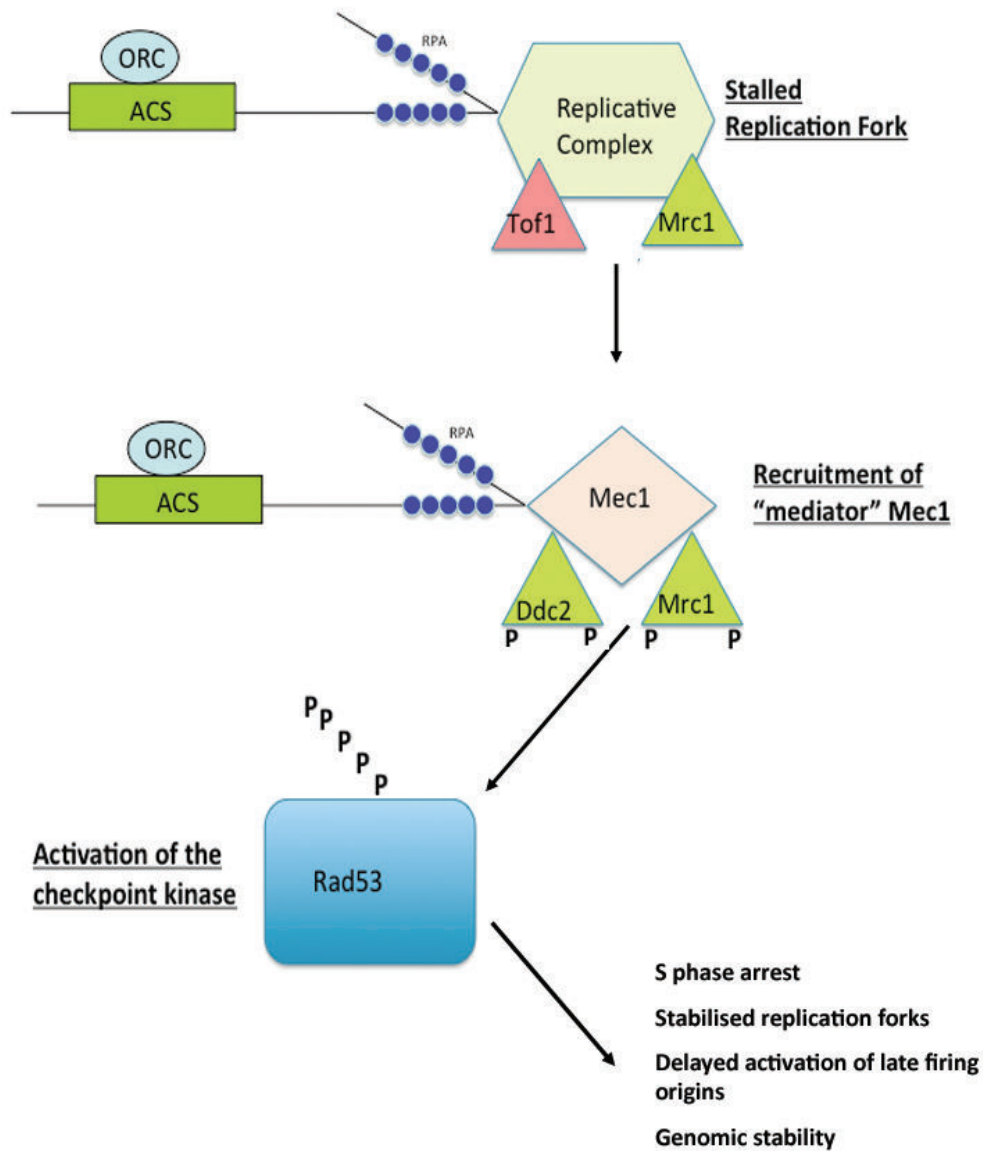 ORC
ACS
RPA
Replicative
Complex
Tof1
Mrc1
Stalled
Replication Fork
ORC
ACS
RPA
Mec1
Ddc2
Mrc1
P P P P
Recruitment of
“mediator” Mec1
P
P
P
P
P
Rad53
Activation of the
checkpoint kinase
S phase arrest
Stabilised replication forks
Delayed activation of late firing
origins
Genomic stability